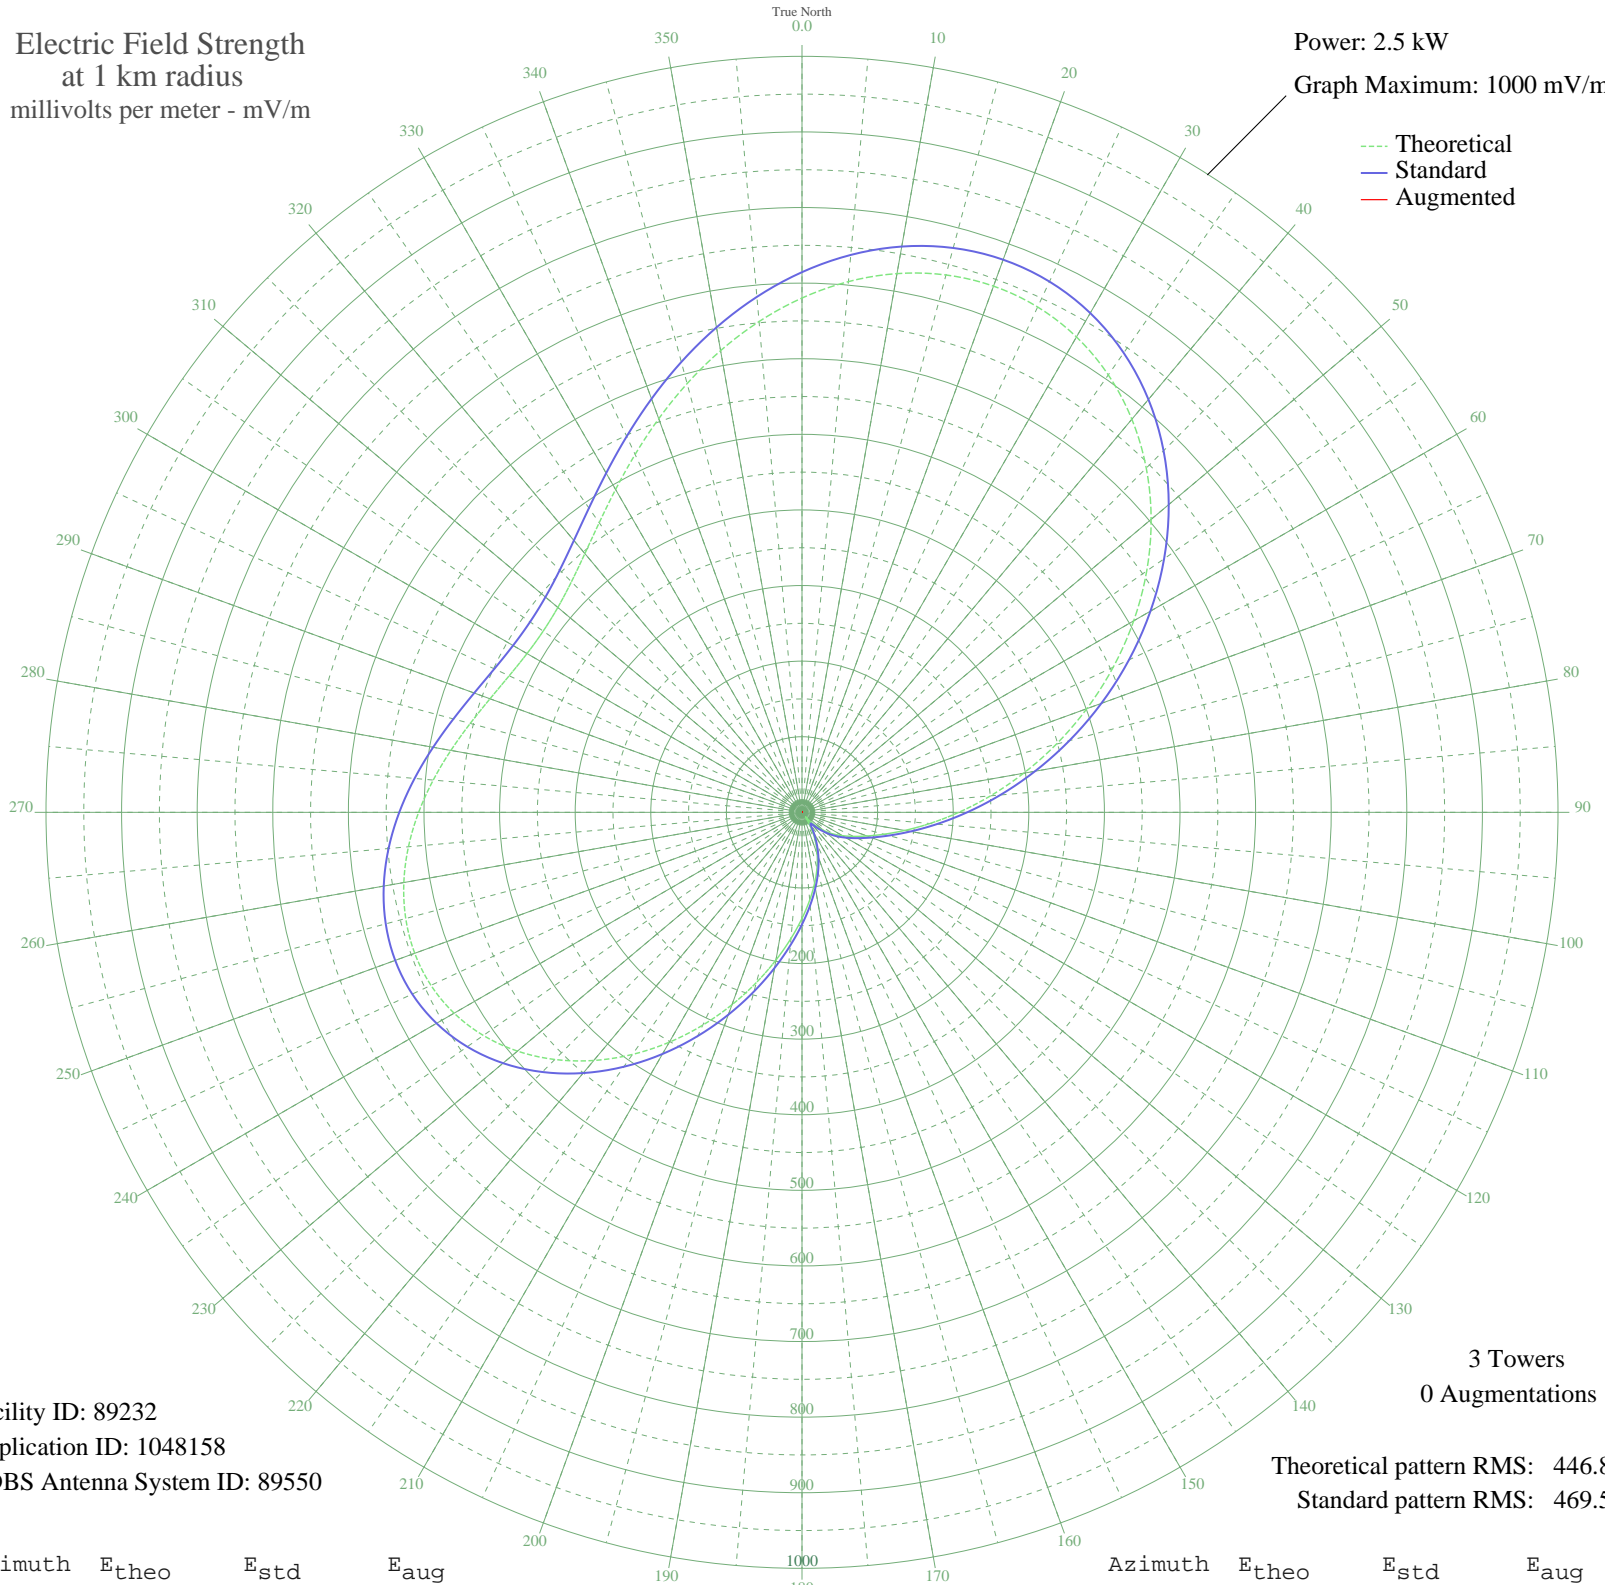 True North
0.0
Electric Field Strength
at 1 km radius
millivolts per meter - mV/m
Power: 2.5 kW
Graph Maximum: 1000 mV/m
Theoretical
Standard
Augmented
10
20
30
40
50
60
70
80
90
100
110
120
130
140
150
160
170
190
200
210
220
230
240
250
260
270
280
290
300
310
320
330
340
350
200
300
400
500
600
700
800
900
1000
3 Towers
0 Augmentations
Theoretical pattern RMS: 446.8
Standard pattern RMS: 469.5
cility ID: 89232
plication ID: 1048158
DBS Antenna System ID: 89550
imuth Etheo Estd Eaug
Azimuth Etheo Estd Eaug